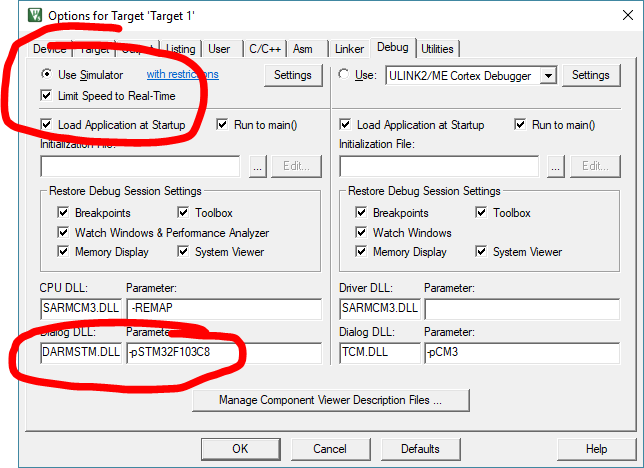 Options for Target 'Target 1'
Device Target Output Listing User C/C++ Asm Linker Debug Utilities
Use Simulator with restrictions Settings Use: ULINK2/ME Cortex Debugger Settings
Limit Speed to Real-Time
Load Application at Startup Run to main() Load Application at Startup Run to main()
Initialization File: Initialization File:
... Edit... ... Edit...
Restore Debug Session Settings Restore Debug Session Settings
Breakpoints Toolbox Breakpoints Toolbox
Watch Windows & Performance Analyzer Watch Windows
Memory Display System Viewer Memory Display System Viewer
CPU DLL: Parameter: Driver DLL: Parameter:
SARMCM3.DLL -REMAP SARMCM3.DLL
Dialog DLL: Parameter: Dialog DLL: Parameter:
DARMSTM.DLL -pSTM32F103C8 TCM.DLL -pCM3
Manage Component Viewer Description Files ...
OK Cancel Defaults Help